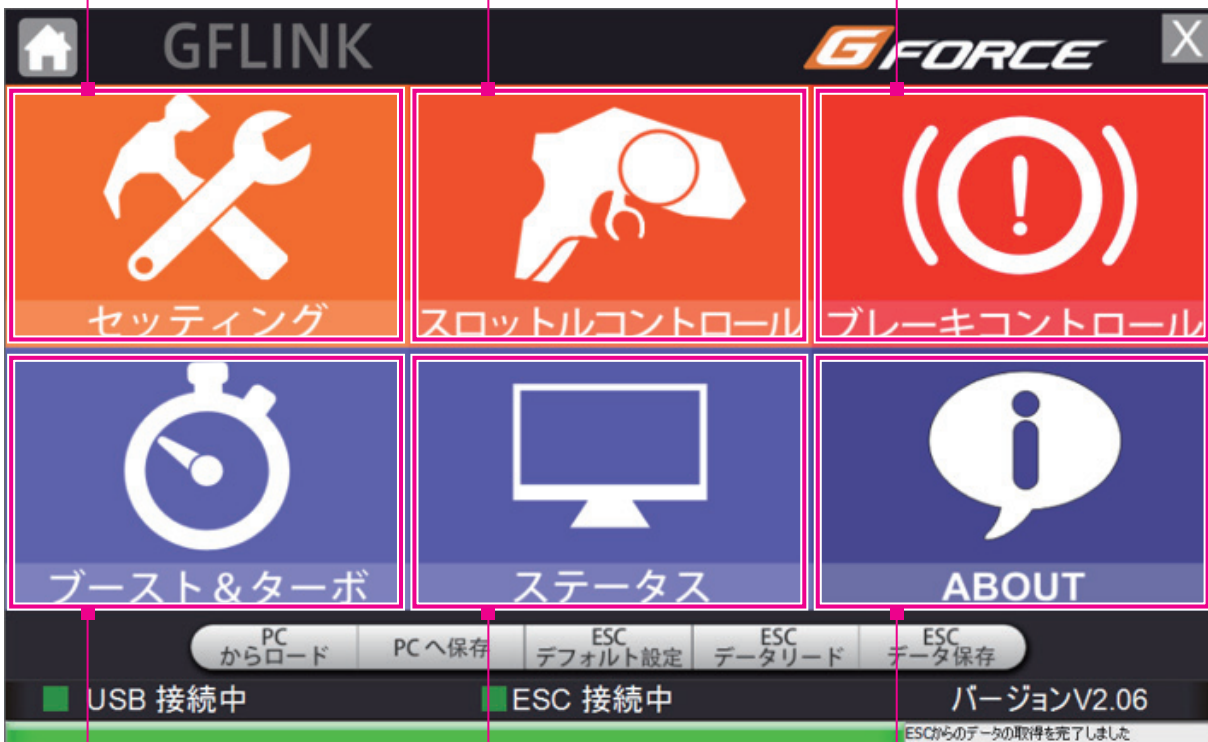 GFLINK
G FORCE
X
セッティング
スロットルコントロール
ブレーキコントロール
ブースト＆ターボ
ステータス
ABOUT
PC
からロード
PCへ保存
ESC
デフォルト設定
ESC
データリード
ESC
データ保存
USB 接続中
ESC 接続中
バージョンV2.06
ESCからのデータの取得を完了しました